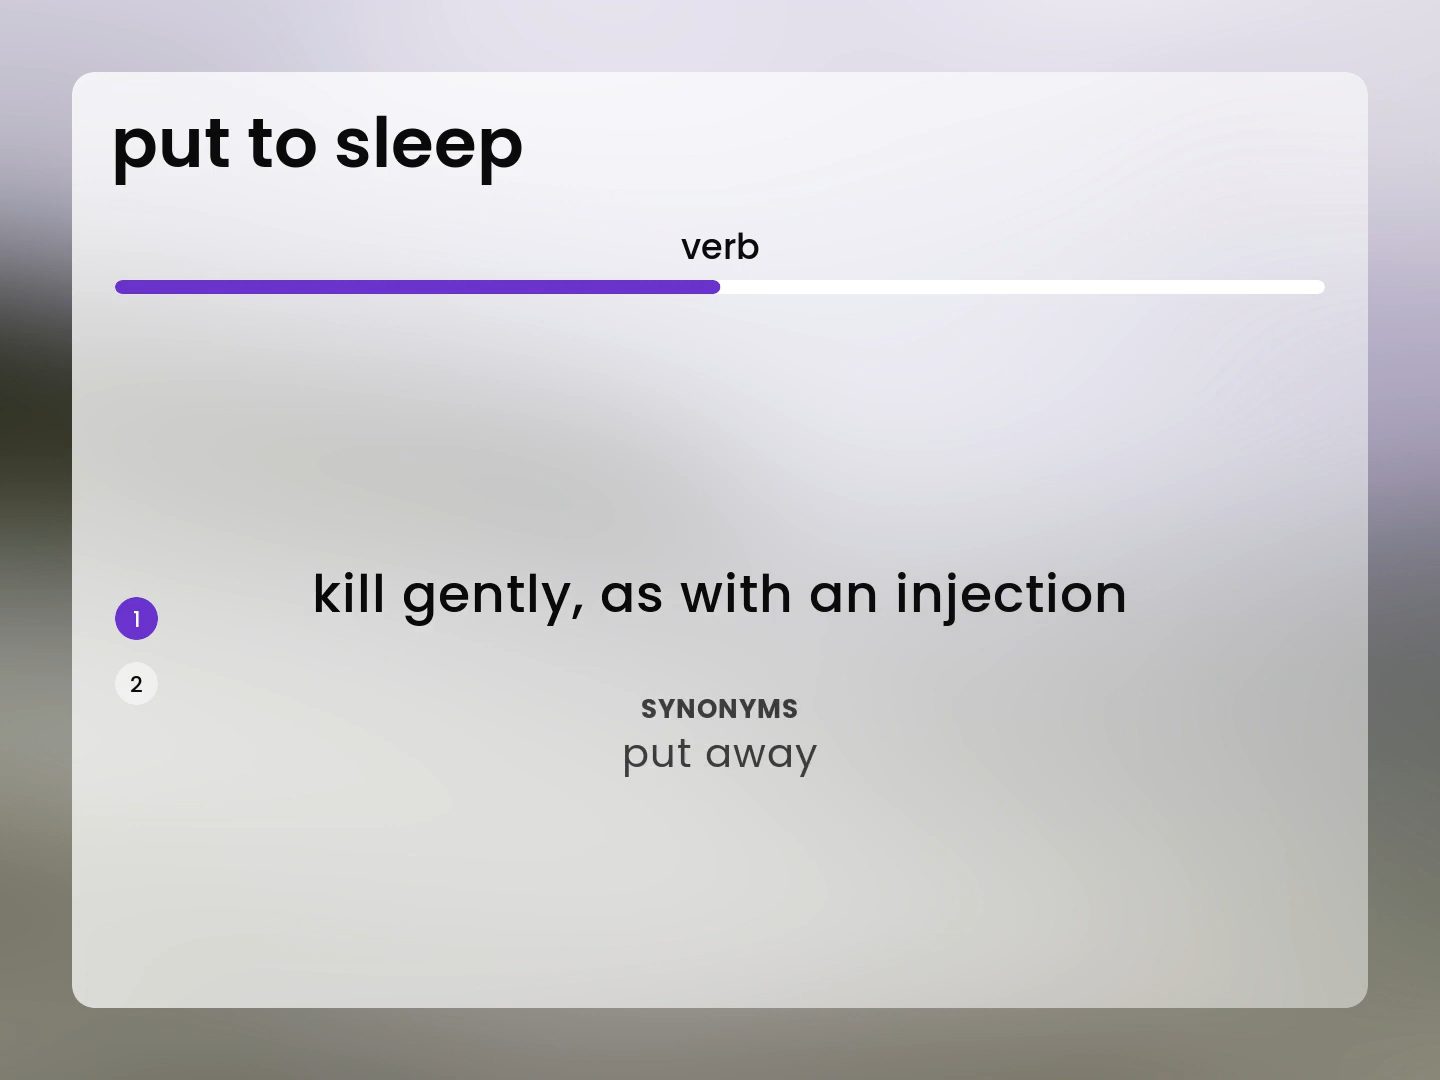 put to sleep
verb
kill gently, as with an injection
1
2
SYNONYMS
put away